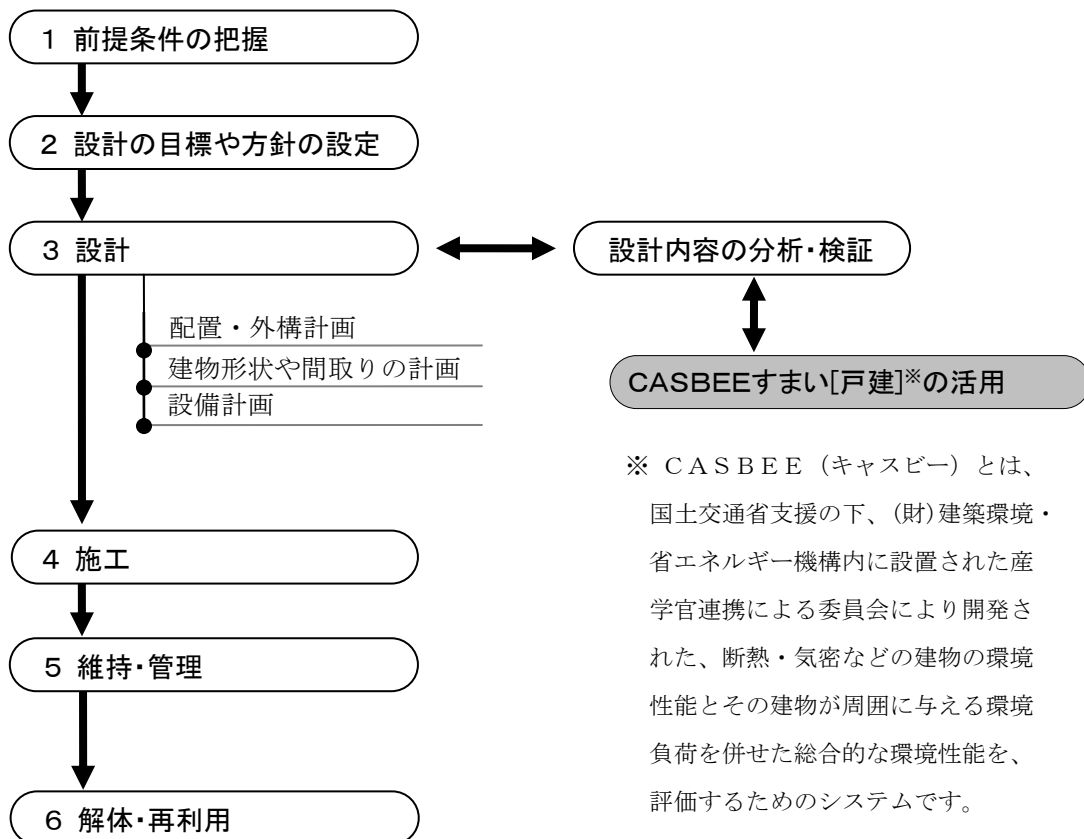 1 前提条件の把握
2 設計の目標や方針の設定
3 設計
設計内容の分析・検証
配置・外構計画
建物形状や間取りの計画
設備計画
CASBEEすまい[戸建]※の活用
※ CASBEE（キャスビー）とは、
国土交通省支援の下、(財)建築環境・
省エネルギー機構内に設置された産
学官連携による委員会により開発さ
れた、断熱・気密などの建物の環境
性能とその建物が周囲に与える環境
負荷を併せた総合的な環境性能を、
評価するためのシステムです。
4 施工
5 維持・管理
6 解体・再利用